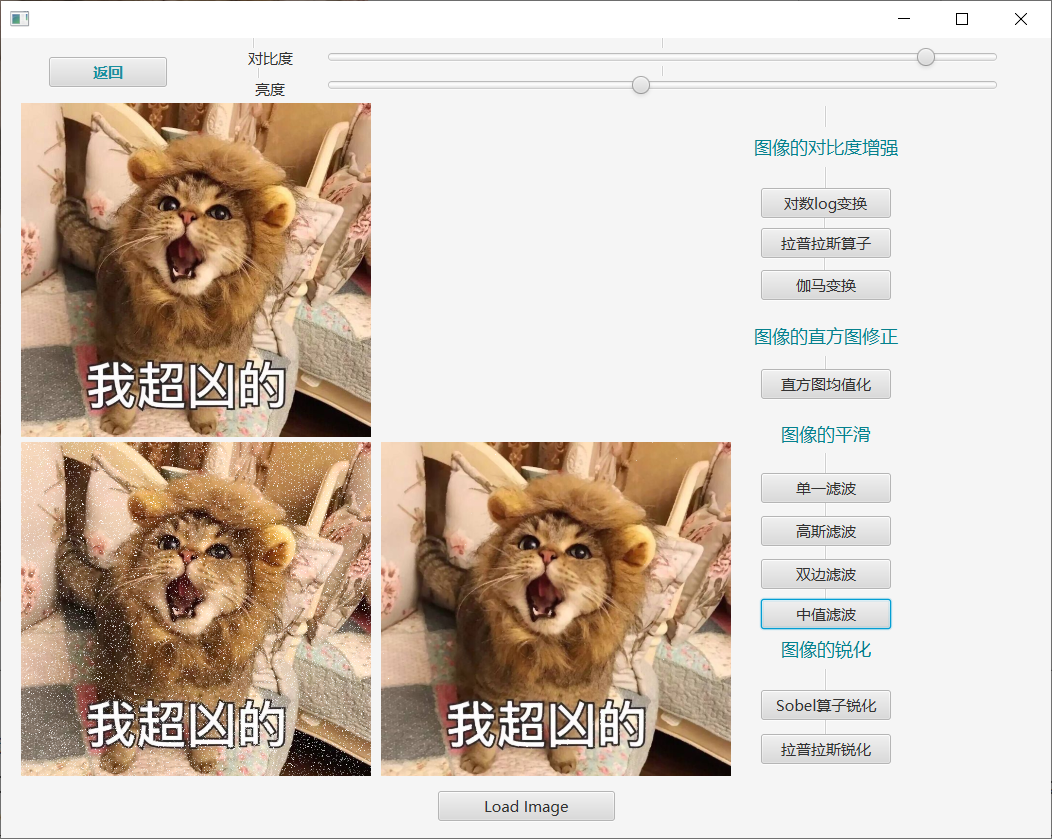 返回
对比度
亮度
图像的对比度增强
对数log变换
拉普拉斯算子
伽马变换
图像的直方图修正
直方图均值化
图像的平滑
单一滤波
高斯滤波
双边滤波
中值滤波
图像的锐化
Sobel算子锐化
拉普拉斯锐化
我超凶的
我超凶的
我超凶的
Load Image